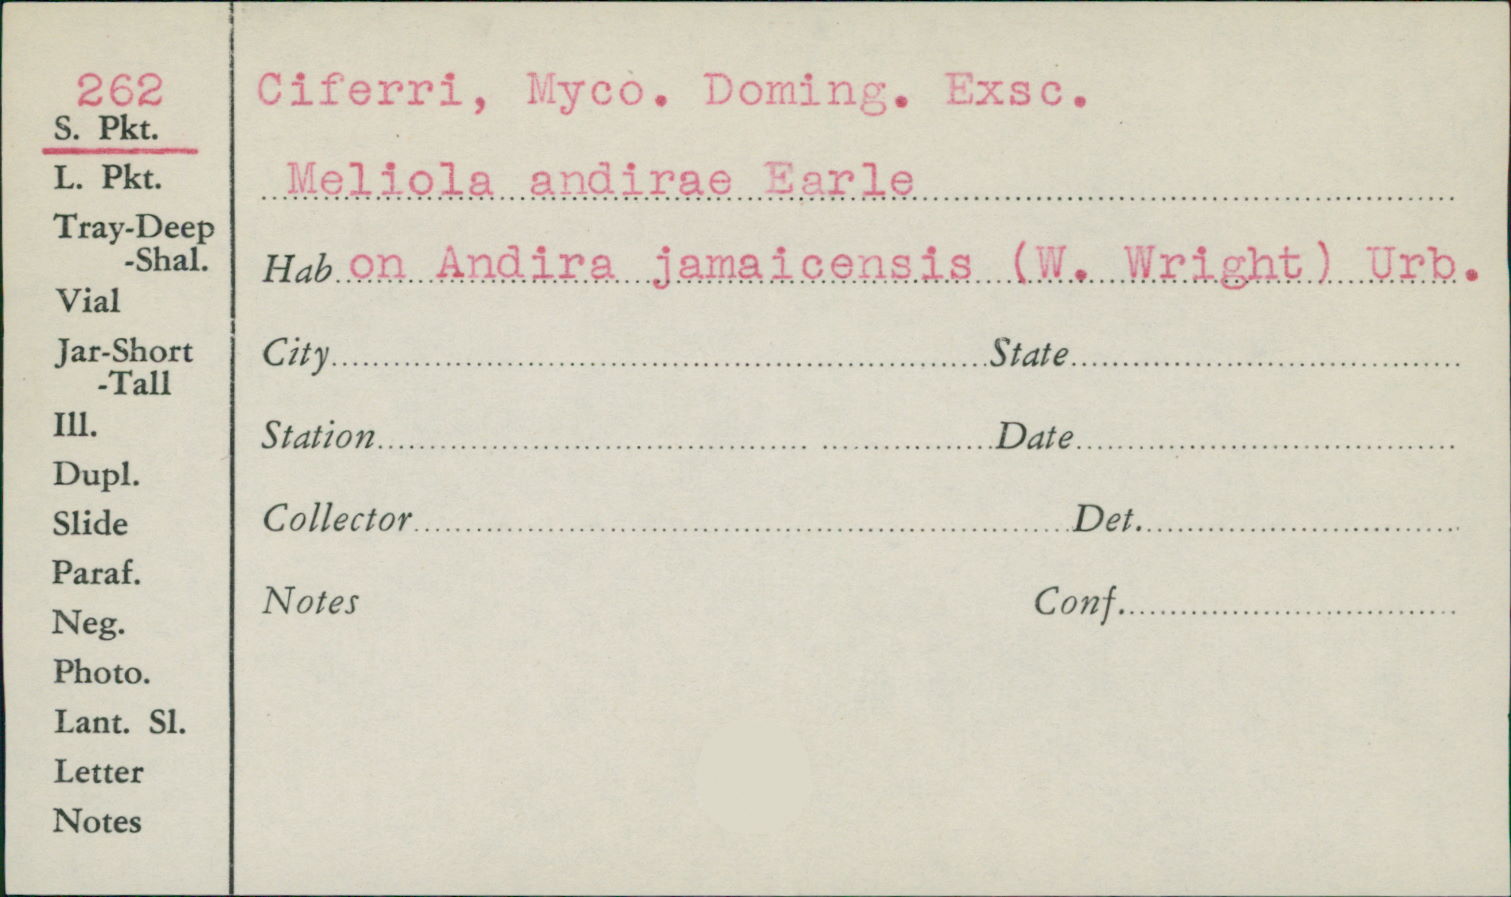 262
S. Pkt.
L. Pkt.
Tray-Deep
-Shal.
Vial
Jar-Short
-Tall
Ill.
Dupl.
Slide
Paraf.
Neg.
Photo.
Lant. Sl.
Letter
Notes
Ciferri, Myco. Doming. Exsc.
Meliola andirae Earle
Hab on Andira jamaicensis (W. Wright) Urb.
City State
Station Date
Collector Det.
Notes Conf.